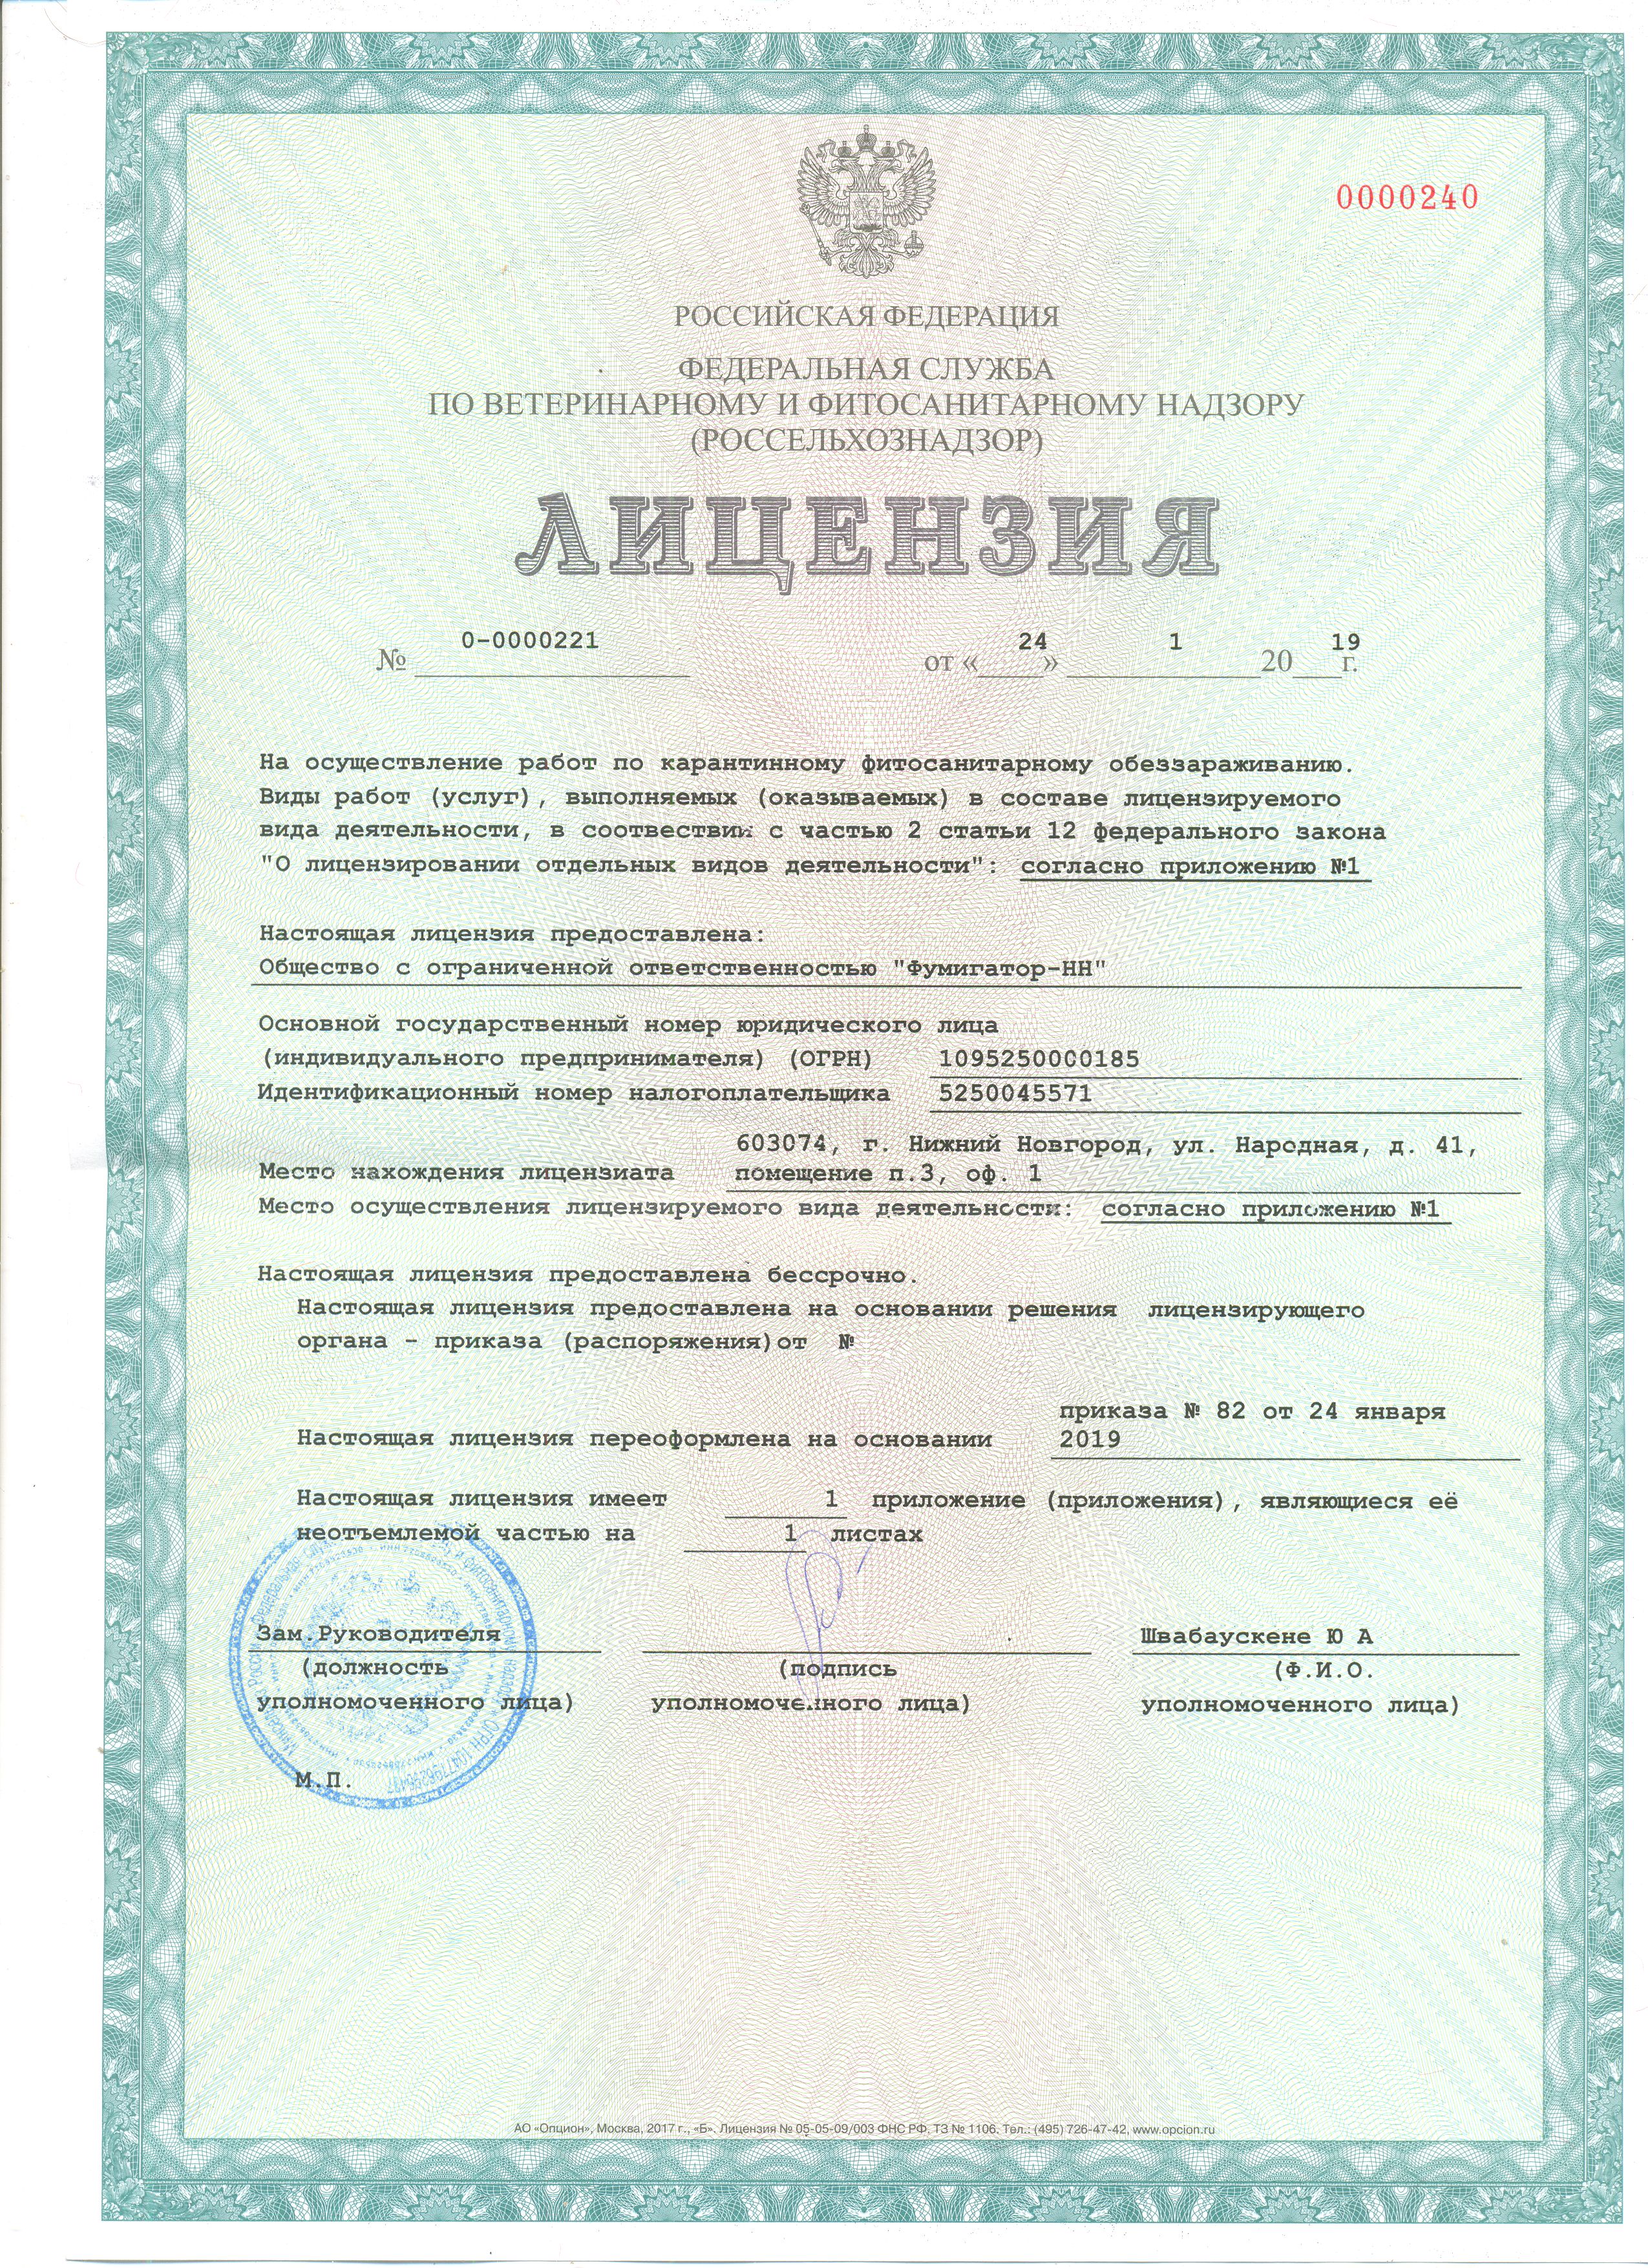 0000240
РОССИЙСКАЯ ФЕДЕРАЦИЯ
ФЕДЕРАЛЬНАЯ СЛУЖБА
ПО ВЕТЕРИНАРНОМУ И ФИТОСАНИТАРНОМУ НАДЗОРУ
(РОССЕЛЬХОЗНАДЗОР)
ЛИЦЕНЗИЯ
№ 0-0000221 от «24» 1 2019 г.
На осуществление работ по карантинному фитосанитарному обеззараживанию.
Виды работ (услуг), выполняемых (оказываемых) в составе лицензируемого
вида деятельности, в соотвествии с частью 2 статьи 12 федерального закона
"О лицензировании отдельных видов деятельности": согласно приложению №1
Настоящая лицензия предоставлена:
Общество с ограниченной ответственностью "Фумигатор-НН"
Основной государственный номер юридического лица
(индивидуального предпринимателя) (ОГРН) 1095250000185
Идентификационный номер налогоплательщика 5250045571
603074, г. Нижний Новгород, ул. Народная, д. 41,
Место нахождения лицензиата помещение п.3, оф. 1
Место осуществления лицензируемого вида деятельности: согласно приложению №1
Настоящая лицензия предоставлена бессрочно.
Настоящая лицензия предоставлена на основании решения лицензирующего
органа - приказа (распоряжения)от №
приказа № 82 от 24 января
Настоящая лицензия переоформлена на основании 2019
Настоящая лицензия имеет 1 приложение (приложения), являющиеся её
неотъемлемой частью на 1 листах
Зам.Руководителя Швабаускене Ю А
(должность (подпись (Ф.И.О.
уполномоченного лица) уполномоченного лица) уполномоченного лица)
М.П.
АО «Опцион», Москва, 2017 г., «Б». Лицензия № 05-05-09/003 ФНС РФ. ТЗ № 1106. Тел.: (495) 726-47-42, www.opcion.ru